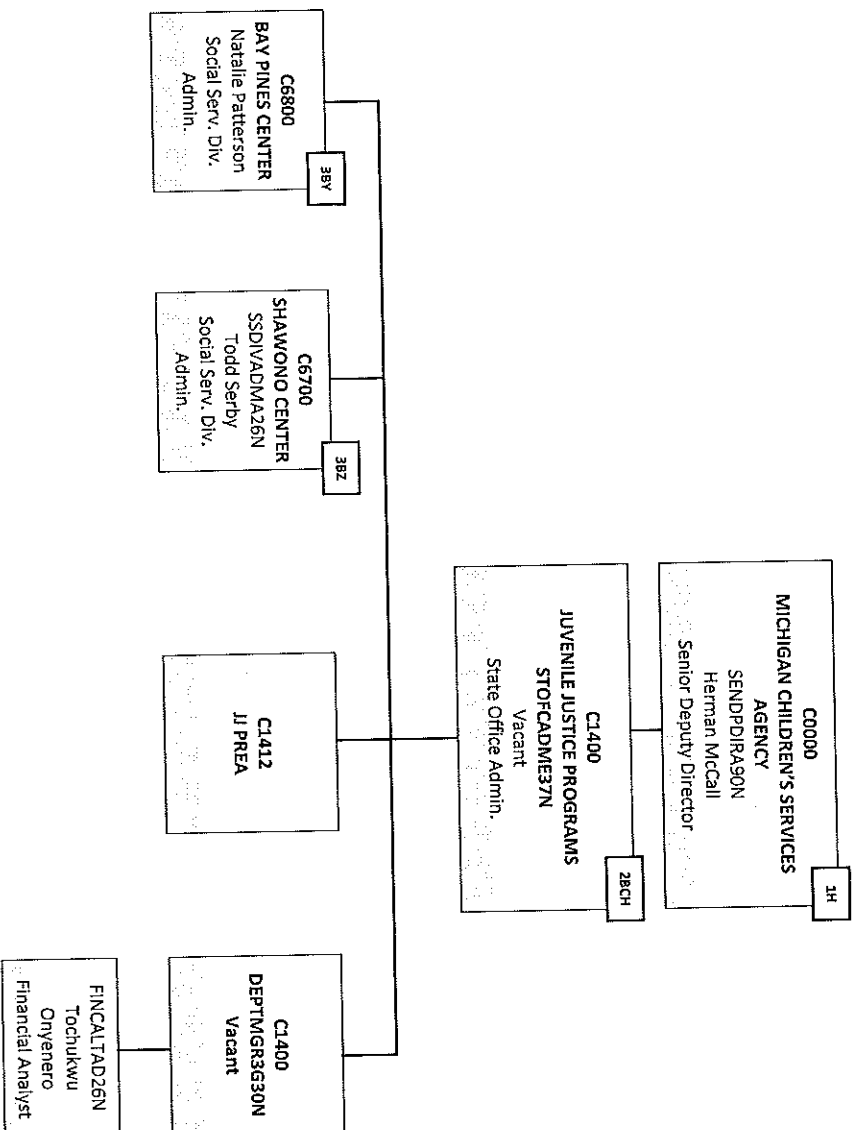 C0000
MICHIGAN CHILDREN'S SERVICES
AGENCY
SENDPDIRA90N
Herman McCall
Senior Deputy Director
1H
C1400
JUVENILE JUSTICE PROGRAMS
STOFCADME37N
Vacant
State Office Admin.
2BCH
C6800
BAY PINES CENTER
Natalie Patterson
Social Serv. Div.
Admin.
3BY
C6700
SHAWONO CENTER
SSDIVADMA26N
Todd Serby
Social Serv. Div.
Admin.
3BZ
C1412
JJ PREA
C1400
DEPTMGR3G30N
Vacant
FINCALTAD26N
Tochukwu
Onyenero
Financial Analyst